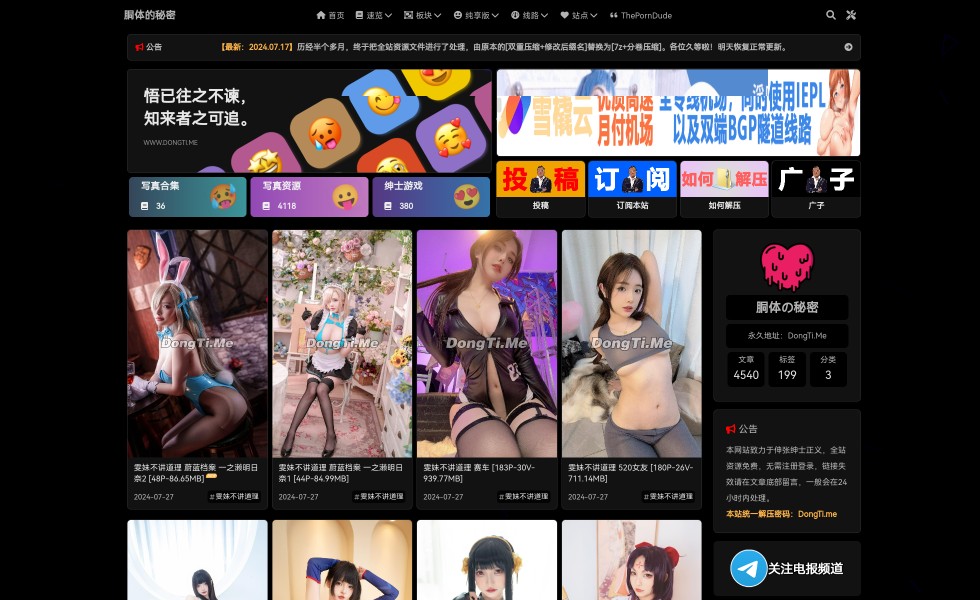 胴体的秘密
首页 速览 板块 纯享版 线路 站点 ThePornDude
公告
【最新：2024.07.17】历经半个多月，终于把全站资源文件进行了处理，由原本的[双重压缩+修改后缀名]替换为[7z+分卷压缩]。各位久等啦！明天恢复正常更新。
悟已往之不谏，
知来者之可追。
WWW.DONGTI.ME
雪橇云
优质高速
月付机场
全专线机场，同时使用IEPL
以及双端BGP隧道线路
写真合集
36
写真资源
4118
绅士游戏
380
投稿
订阅
如何解压
广子
投稿
订阅本站
如何解压
广子
DongTi.Me
DongTi.Me
DongTi.Me
DongTi.Me
雯妹不讲道理 蔚蓝档案 一之濑明日
奈2 [48P-86.65MB]
2024-07-27
#雯妹不讲道理
雯妹不讲道理 蔚蓝档案 一之濑明日
奈1 [44P-84.99MB]
2024-07-27
#雯妹不讲道理
雯妹不讲道理 赛车 [183P-30V-
939.77MB]
2024-07-27
#雯妹不讲道理
雯妹不讲道理 520女友 [180P-26V-
711.14MB]
2024-07-27
#雯妹不讲道理
胴体の秘密
永久地址：DongTi.Me
文章 标签 分类
4540 199 3
公告
本网站致力于伸张绅士正义，全站
资源免费，无需注册登录，链接失
效请在文章底部留言，一般会在24
小时内处理。
本站统一解压密码：DongTi.me
关注电报频道